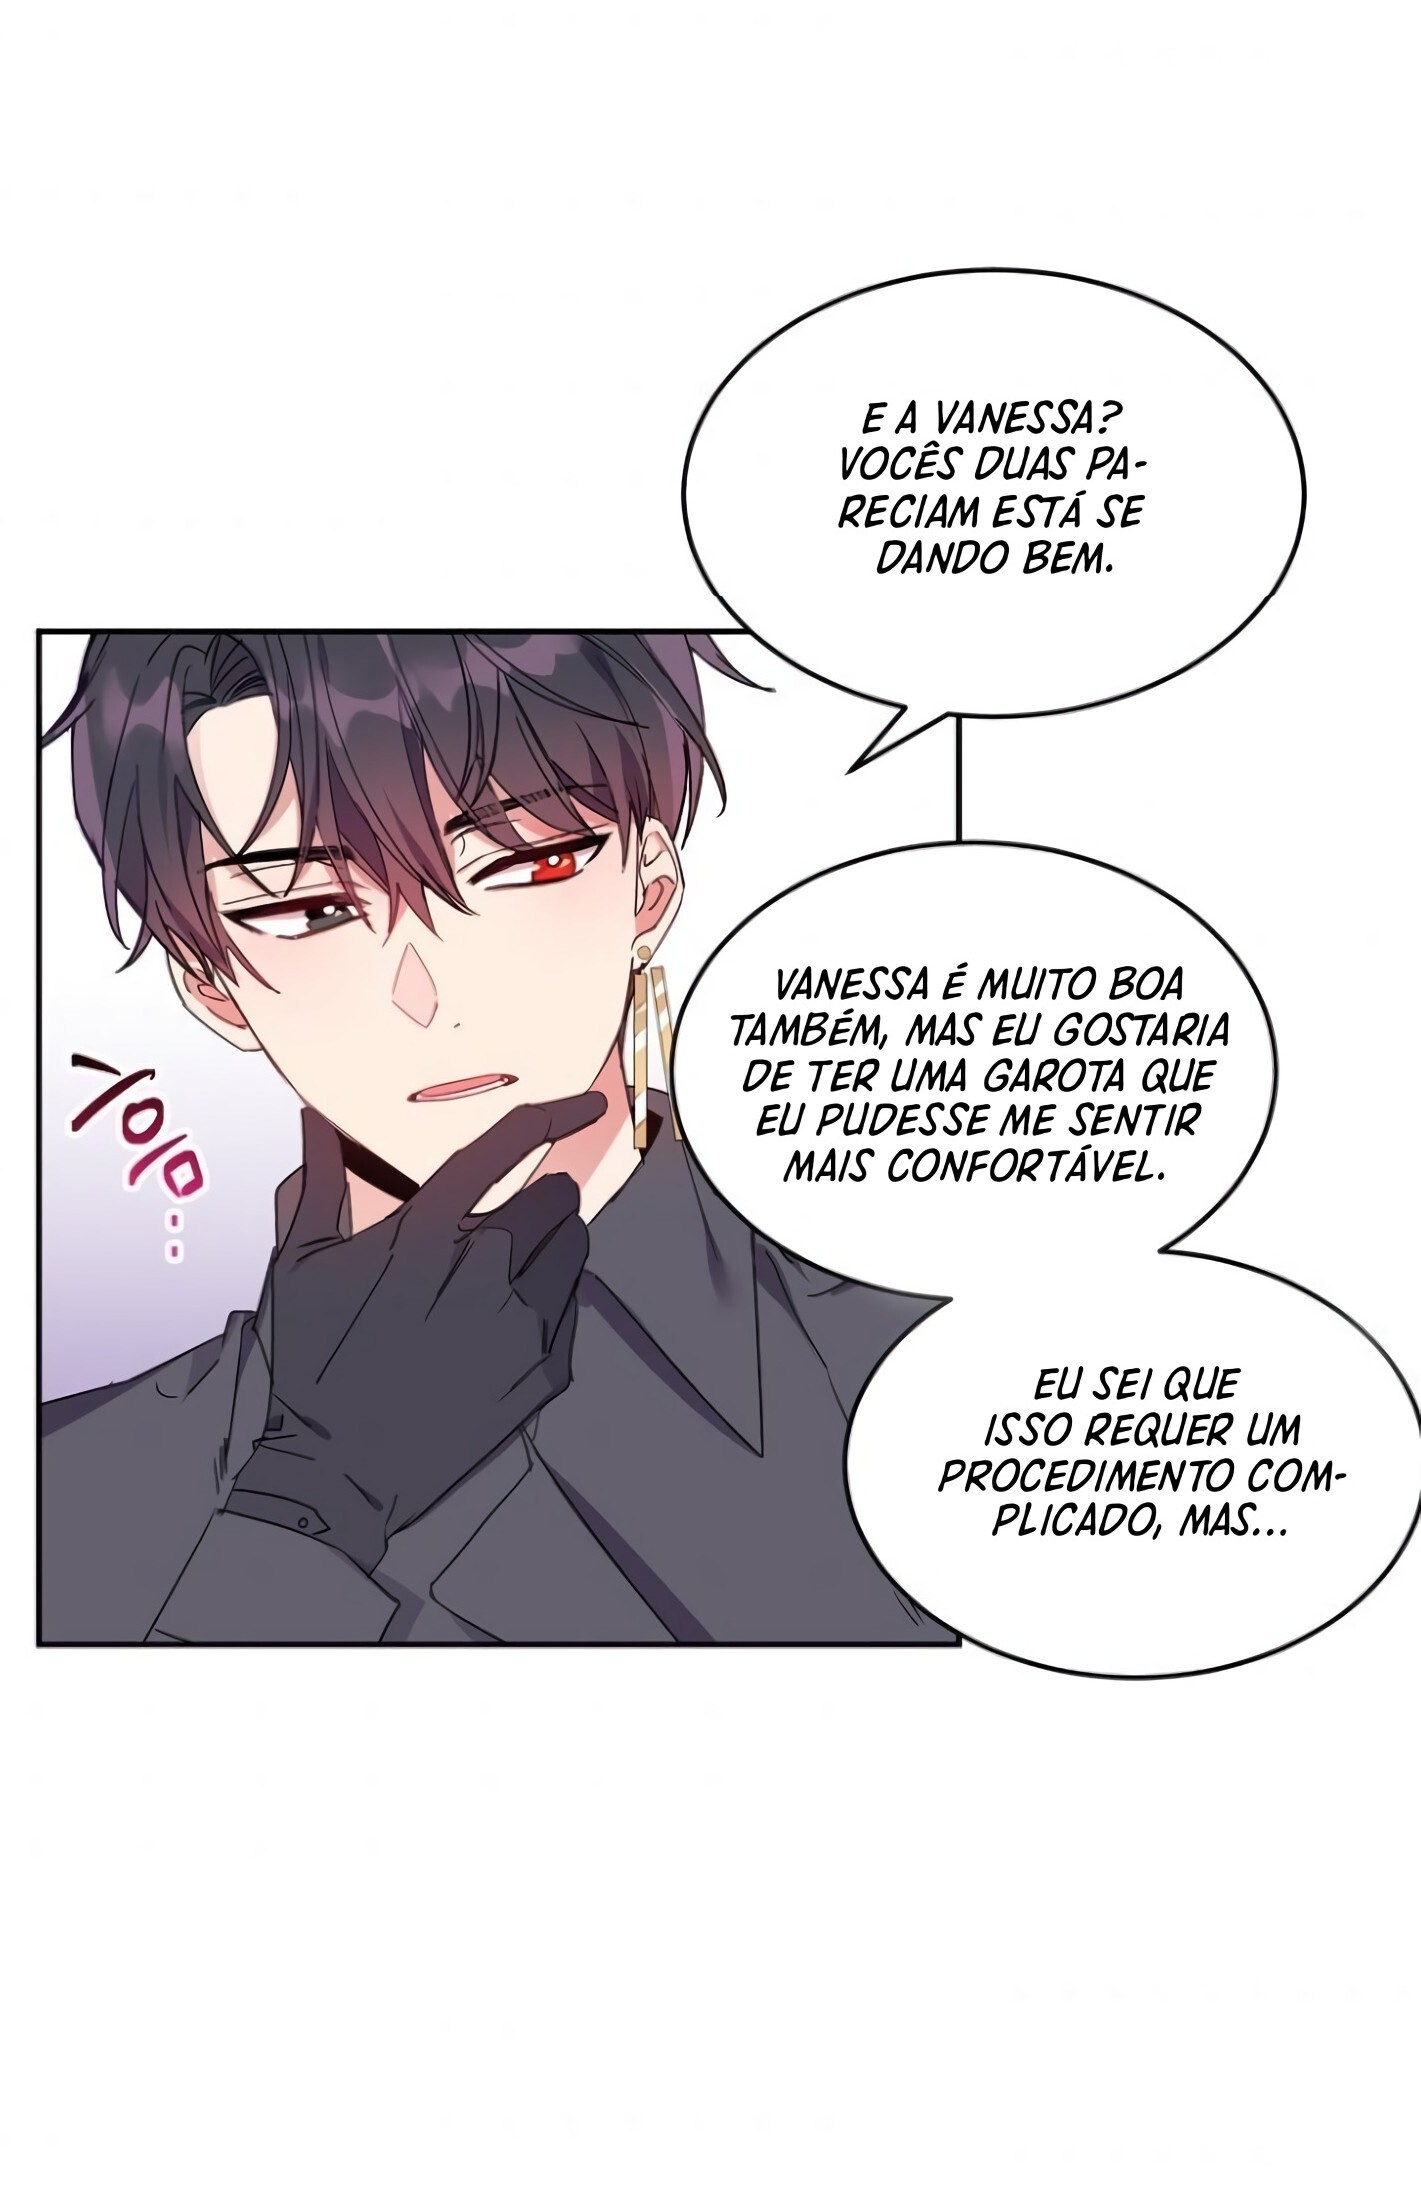 E A VANESSA?
VOCÊS DUAS PA-
RECIAM ESTÁ SE
DANDO BEM.
VANESSA É MUITO BOA
TAMBÉM, MAS EU GOSTARIA
DE TER UMA GAROTA QUE
EU PUDESSE ME SENTIR
MAIS CONFORTÁVEL.
EU SEI QUE
ISSO REQUER UM
PROCEDIMENTO COM-
PLICADO, MAS...